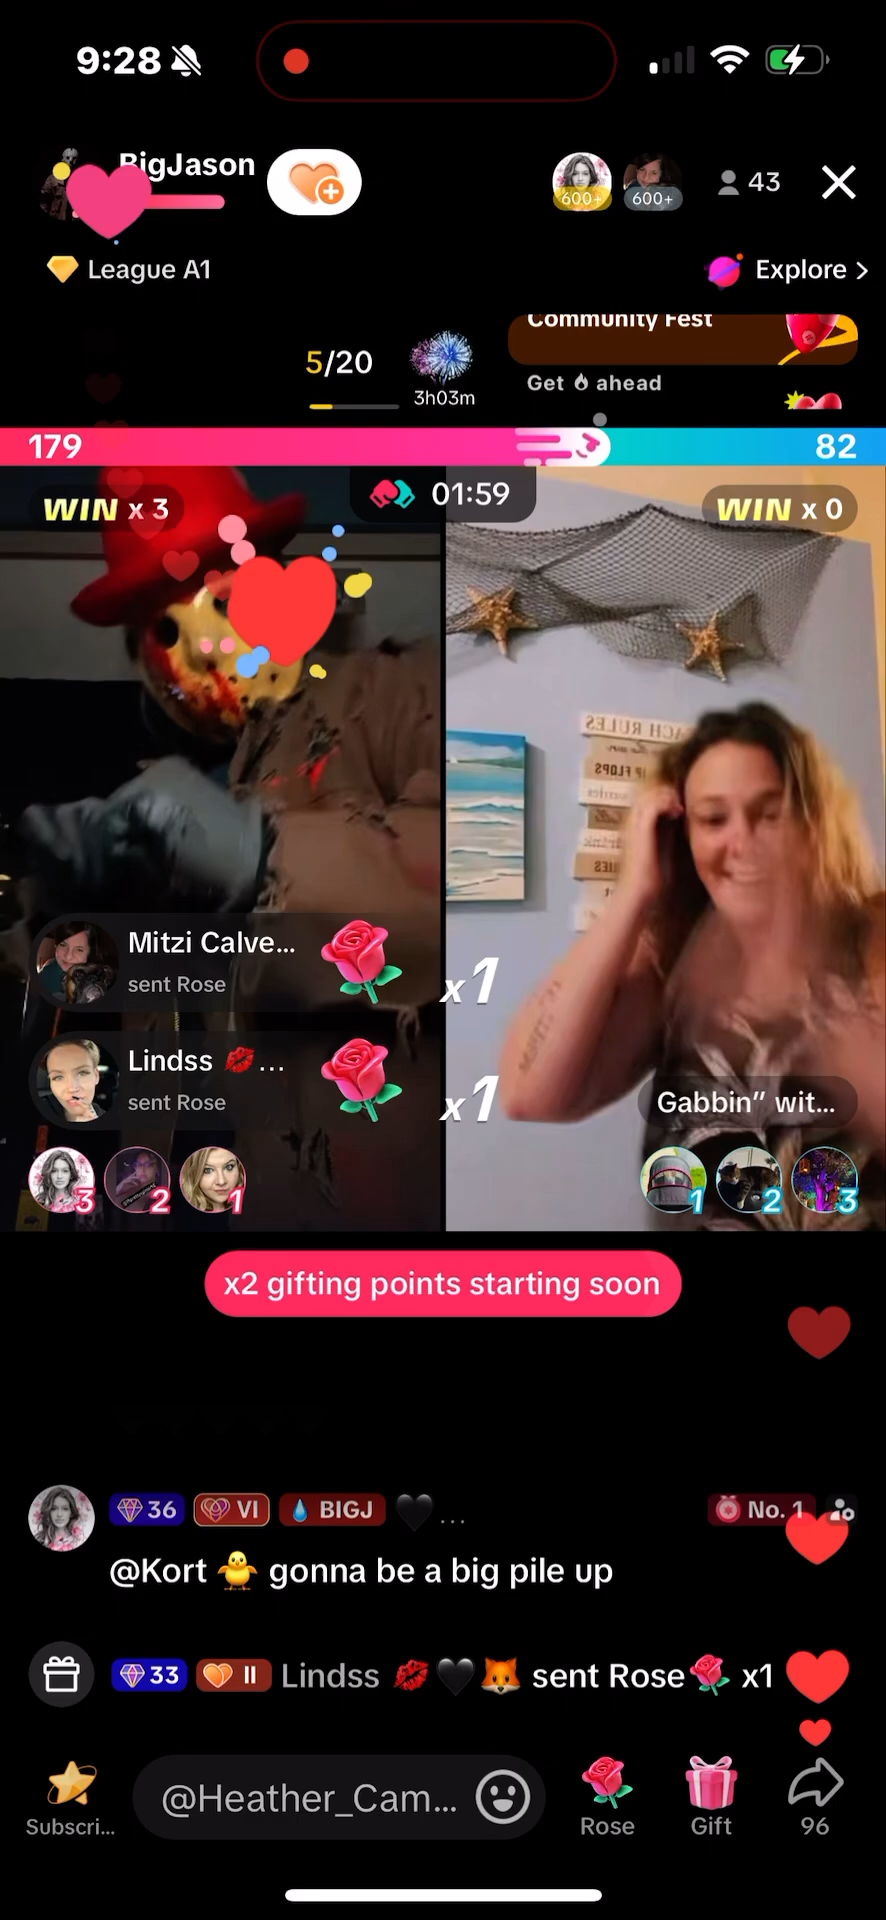 9:28
BigJason
600+
600+
43
League A1
Explore >
5/20
3h03m
Community Fest
Get ahead
179
82
WIN x 3
01:59
WIN x 0
Mitzi Calve...
sent Rose
x1
Lindss 💋...
sent Rose
x1
Gabbin” wit...
3
2
1
1
2
3
x2 gifting points starting soon
36 VI BIGJ 🖤... No. 1
@Kort 🐥 gonna be a big pile up
33 II Lindss 💋🖤🦊 sent Rose🌹 x1
@Heather_Cam...
Subscri...
Rose
Gift
96